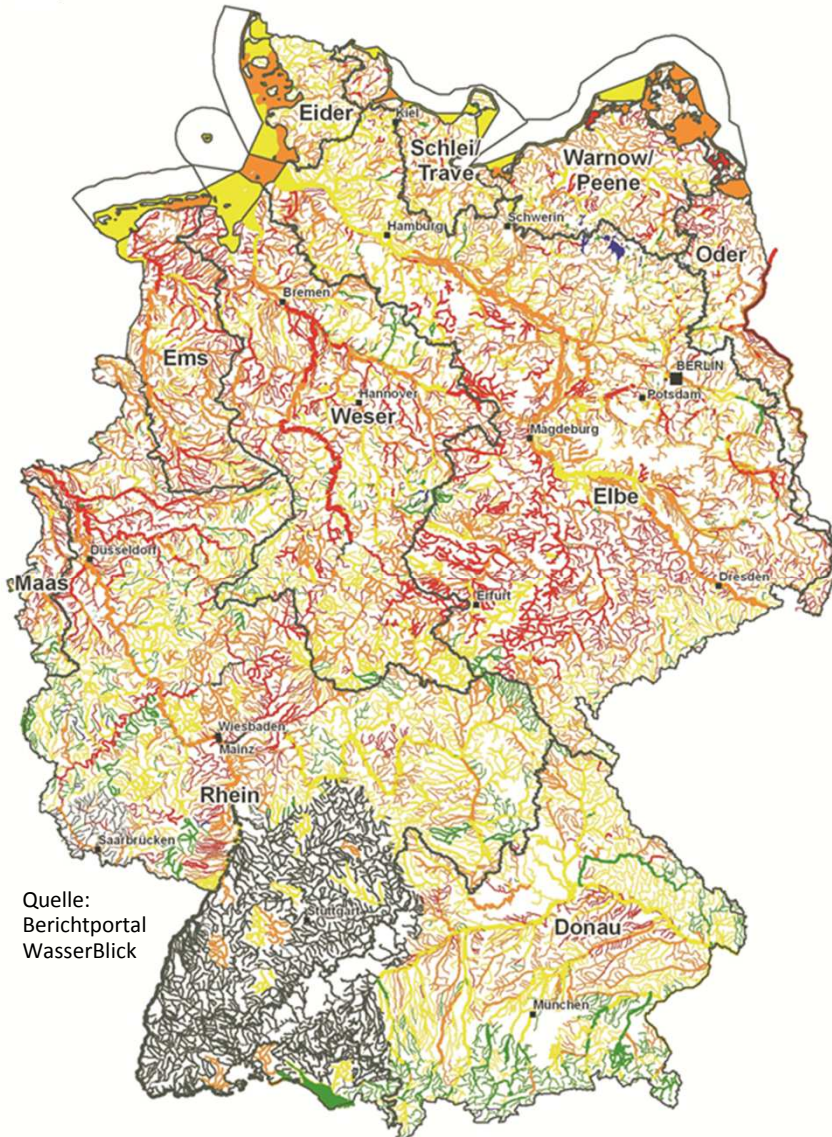 Eider
Kiel
Schlei/
Trave
Warnow/
Peene
Hamburg
Schwerin
Oder
Bremen
Ems
BERLIN
Hannover
Potsdam
Weser
Magdeburg
Elbe
Düsseldorf
Maas
Dresden
Erfurt
Wiesbaden
Mainz
Rhein
Saarbrücken
Quelle:
Berichtportal
WasserBlick
Stuttgart
Donau
München